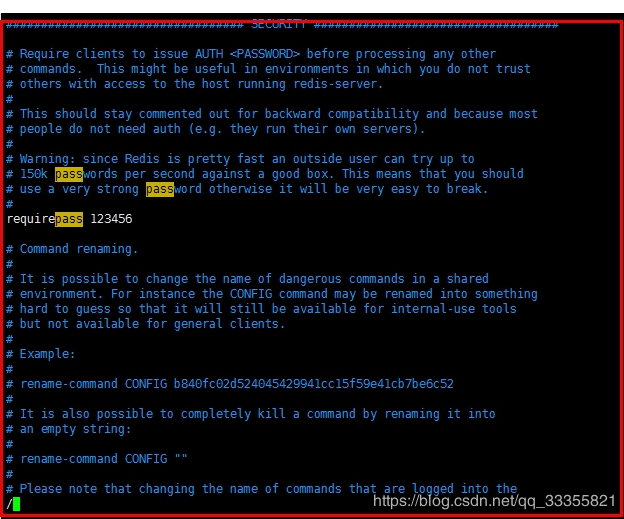 ################################## SECURITY ###################################
# Require clients to issue AUTH <PASSWORD> before processing any other
# commands.  This might be useful in environments in which you do not trust
# others with access to the host running redis-server.
#
# This should stay commented out for backward compatibility and because most
# people do not need auth (e.g. they run their own servers).
#
# Warning: since Redis is pretty fast an outside user can try up to
# 150k passwords per second against a good box. This means that you should
# use a very strong password otherwise it will be very easy to break.
#
requirepass 123456
# Command renaming.
#
# It is possible to change the name of dangerous commands in a shared
# environment. For instance the CONFIG command may be renamed into something
# hard to guess so that it will still be available for internal-use tools
# but not available for general clients.
#
# Example:
#
# rename-command CONFIG b840fc02d524045429941cc15f59e41cb7be6c52
#
# It is also possible to completely kill a command by renaming it into
# an empty string:
#
# rename-command CONFIG ""
#
# Please note that changing the name of commands that are logged into the
/
https://blog.csdn.net/qq_33355821